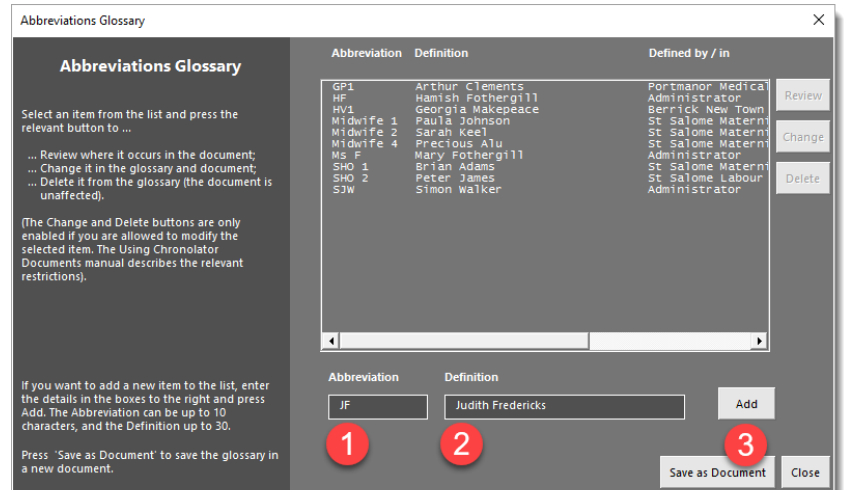 Abbreviations Glossary
Abbreviations Glossary
Select an item from the list and press the
relevant button to ...
... Review where it occurs in the document;
... Change it in the glossary and document;
... Delete it from the glossary (the document is
unaffected).
(The Change and Delete buttons are only
enabled if you are allowed to modify the
selected item. The Using Chronolator
Documents manual describes the relevant
restrictions).
If you want to add a new item to the list, enter
the details in the boxes to the right and press
Add. The Abbreviation can be up to 10
characters, and the Definition up to 30.
Press 'Save as Document' to save the glossary in
a new document.
Abbreviation Definition Defined by / in
GP1 Arthur Clements Portmanor Medical
HF Hamish Fothergill Administrator
HV1 Georgia Makepeace Berrick New Town
Midwife 1 Paula Johnson St Salome Materni
Midwife 2 Sarah Keel St Salome Materni
Midwife 4 Precious Alu St Salome Materni
Ms F Mary Fothergill Administrator
SHO 1 Brian Adams St Salome Materni
SHO 2 Peter James St Salome Labour
SJW Simon Walker Administrator
Review
Change
Delete
Abbreviation Definition
JF Judith Fredericks Add
1 2 3
Save as Document Close